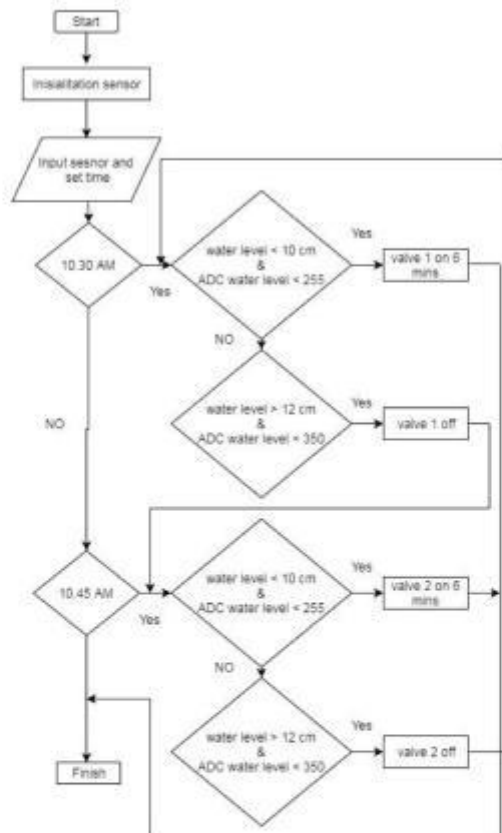 Start
Inisialitation sensor
Input sesnor and
set time
10.30 AM
Yes
water level < 10 cm
&
ADC water level < 255
Yes
valve 1 on 6
mins
NO
water level > 12 cm
&
ADC water level < 350
Yes
valve 1 off
NO
10.45 AM
Yes
water level < 10 cm
&
ADC water level < 255
Yes
valve 2 on 6
mins
NO
water level > 12 cm
&
ADC water level < 350
Yes
valve 2 off
Finish